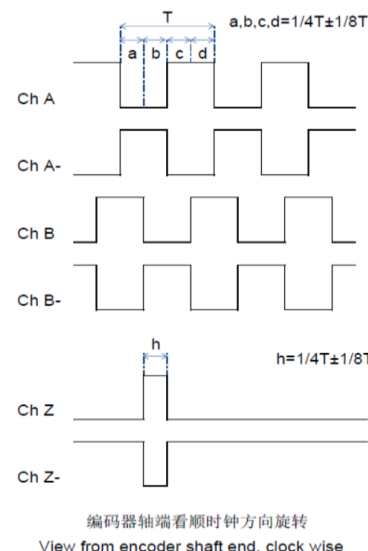 T
a,b,c,d=1/4T±1/8T
a b c d
Ch A
Ch A-
Ch B
Ch B-
h
h=1/4T±1/8T
Ch Z
Ch Z-
编码器轴端看顺时钟方向旋转
View from encoder shaft end, clock wise